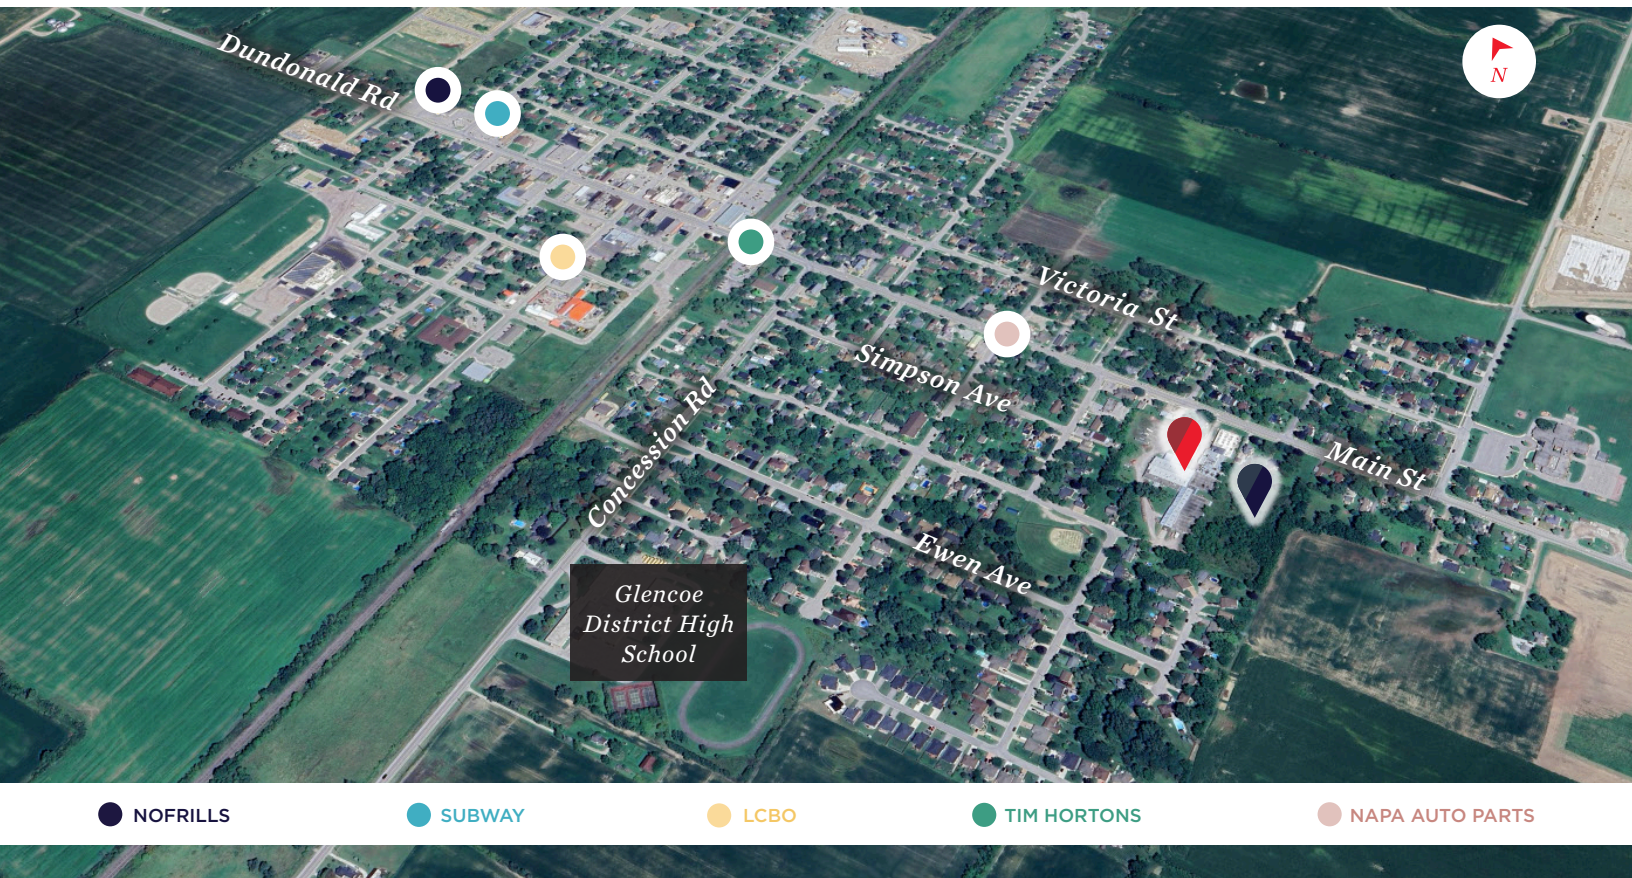 Dundonald Rd
N
Victoria St
Simpson Ave
Concession Rd
Main St
Ewen Ave
Glencoe
District High
School
NOFRILLS
SUBWAY
LCBO
TIM HORTONS
NAPA AUTO PARTS